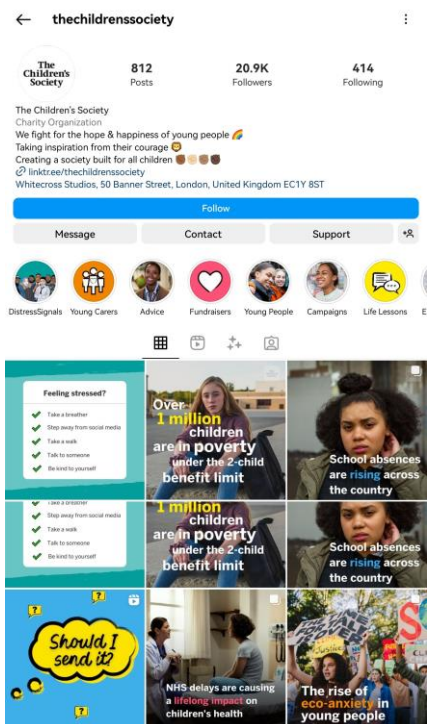 thechildrenssociety
The
Children's
Society
812
Posts
20.9K
Followers
414
Following
The Children's Society
Charity Organization
We fight for the hope & happiness of young people 🌈
Taking inspiration from their courage 🦁
Creating a society built for all children ✊🏿✊🏻✊🏽✊🏿
linktr.ee/thechildrenssociety
Whitecross Studios, 50 Banner Street, London, United Kingdom EC1Y 8ST
Follow
Message
Contact
Support
DistressSignals
Young Carers
Advice
Fundraisers
Young People
Campaigns
Life Lessons
E
Feeling stressed?
Take a breather
Step away from social media
Take a walk
Talk to someone
Be kind to yourself
Over
1 million
children
are in poverty
under the 2-child
benefit limit
School absences
are rising across
the country
Take a breather
Step away from social media
Take a walk
Talk to someone
Be kind to yourself
1 million
children
are in poverty
under the 2-child
benefit limit
School absences
are rising across
the country
?
?
?
Should I
send it?
NHS delays are causing
a lifelong impact on
children's health
Justice
The rise of
eco-anxiety in
young people